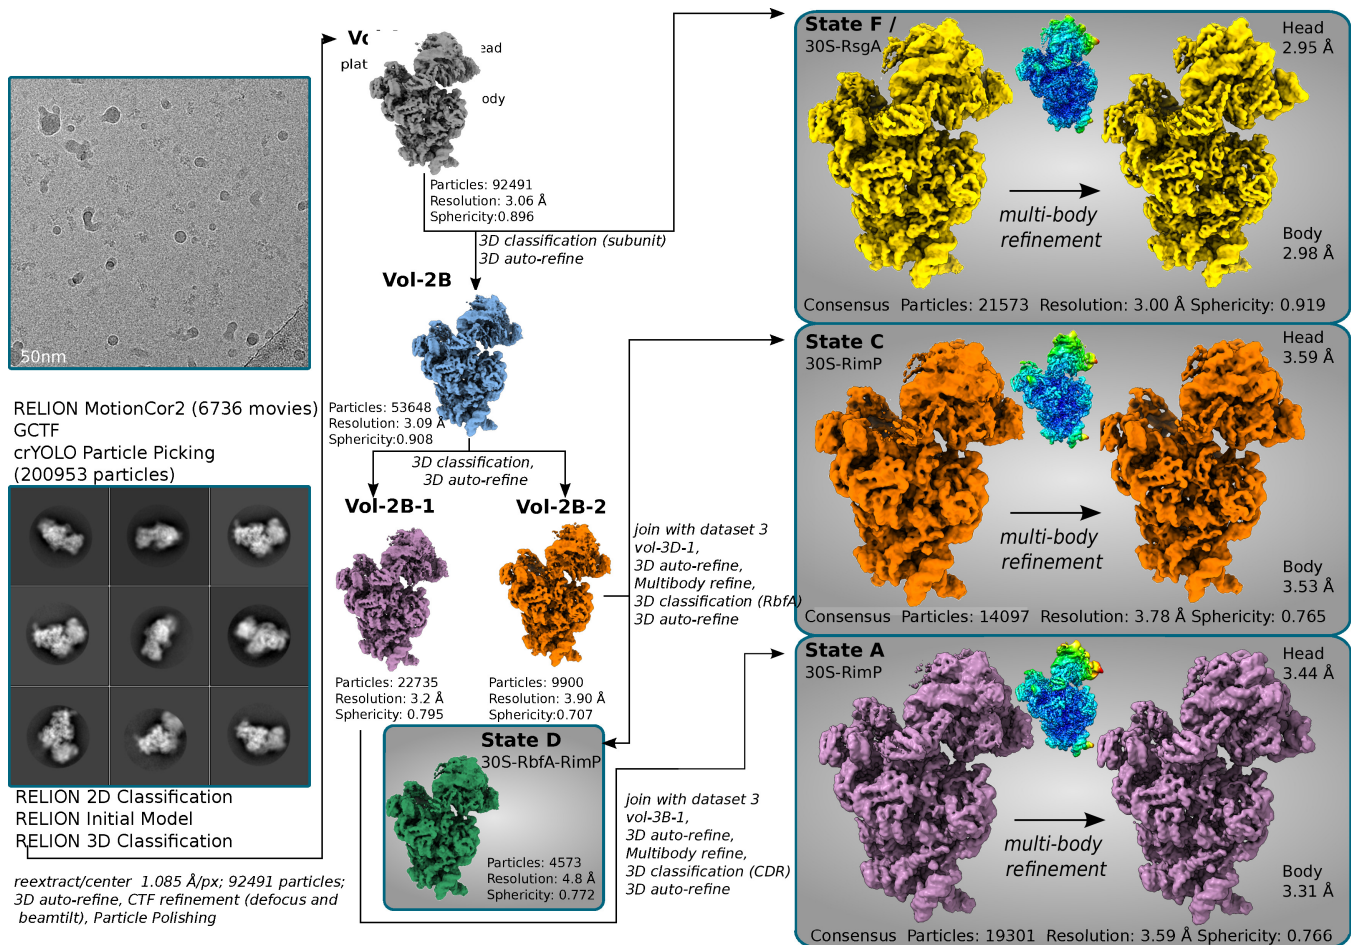 50nm
RELION MotionCor2 (6736 movies)
GCTF
crYOLO Particle Picking
(200953 particles)
RELION 2D Classification
RELION Initial Model
RELION 3D Classification
reextract/center 1.085 Å/px; 92491 particles;
3D auto-refine, CTF refinement (defocus and
beamtilt), Particle Polishing
Particles: 92491
Resolution: 3.06 Å
Sphericity:0.896
3D classification (subunit)
3D auto-refine
Vol-2B
Particles: 53648
Resolution: 3.09 Å
Sphericity:0.908
3D classification,
3D auto-refine
Vol-2B-1
Particles: 22735
Resolution: 3.2 Å
Sphericity: 0.795
Vol-2B-2
Particles: 9900
Resolution: 3.90 Å
Sphericity:0.707
join with dataset 3
vol-3D-1,
3D auto-refine,
Multibody refine,
3D classification (RbfA)
3D auto-refine
State D
30S-RbfA-RimP
Particles: 4573
Resolution: 4.8 Å
Sphericity: 0.772
join with dataset 3
vol-3B-1,
3D auto-refine,
Multibody refine,
3D classification (CDR)
3D auto-refine
State F /
30S-RsgA
Head
2.95 Å
multi-body
refinement
Body
2.98 Å
Consensus Particles: 21573 Resolution: 3.00 Å Sphericity: 0.919
State C
30S-RimP
Head
3.59 Å
multi-body
refinement
Body
3.53 Å
Consensus Particles: 14097 Resolution: 3.78 Å Sphericity: 0.765
State A
30S-RimP
Head
3.44 Å
multi-body
refinement
Body
3.31 Å
Consensus Particles: 19301 Resolution: 3.59 Å Sphericity: 0.766